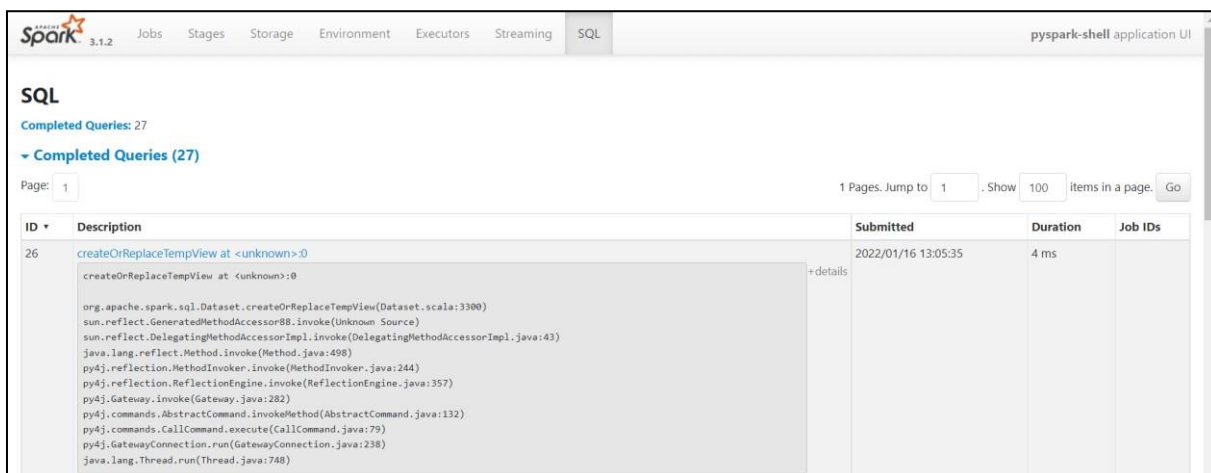 APACHE
Spark 3.1.2 Jobs Stages Storage Environment Executors Streaming SQL pyspark-shell application UI
SQL
Completed Queries: 27
Completed Queries (27)
Page: 1 1 Pages. Jump to 1 . Show 100 items in a page. Go
ID Description Submitted Duration Job IDs
26 createOrReplaceTempView at <unknown>:0 2022/01/16 13:05:35 4 ms
+details
createOrReplaceTempView at <unknown>:0
org.apache.spark.sql.Dataset.createOrReplaceTempView(Dataset.scala:3300)
sun.reflect.GeneratedMethodAccessor88.invoke(Unknown Source)
sun.reflect.DelegatingMethodAccessorImpl.invoke(DelegatingMethodAccessorImpl.java:43)
java.lang.reflect.Method.invoke(Method.java:498)
py4j.reflection.MethodInvoker.invoke(MethodInvoker.java:244)
py4j.reflection.ReflectionEngine.invoke(ReflectionEngine.java:357)
py4j.Gateway.invoke(Gateway.java:282)
py4j.commands.AbstractCommand.invokeMethod(AbstractCommand.java:132)
py4j.commands.CallCommand.execute(CallCommand.java:79)
py4j.GatewayConnection.run(GatewayConnection.java:238)
java.lang.Thread.run(Thread.java:748)